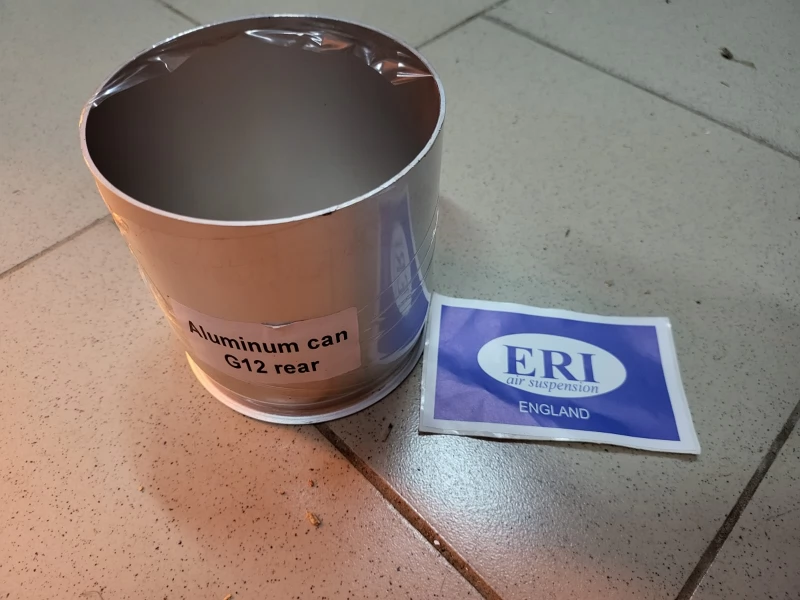 Aluminum can
G12 rear
ERI
air suspension
ENGLAND